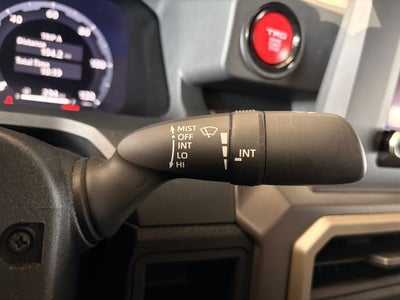 TRIP A
Distance
Total Time
TRD
MIST
OFF
INT
LO
HI
INT